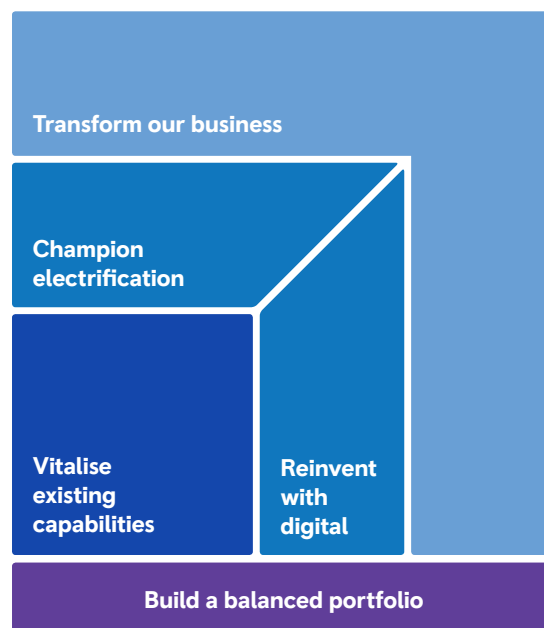 Transform our business
Champion
electrification
Vitalise
existing
capabilities
Reinvent
with
digital
Build a balanced portfolio